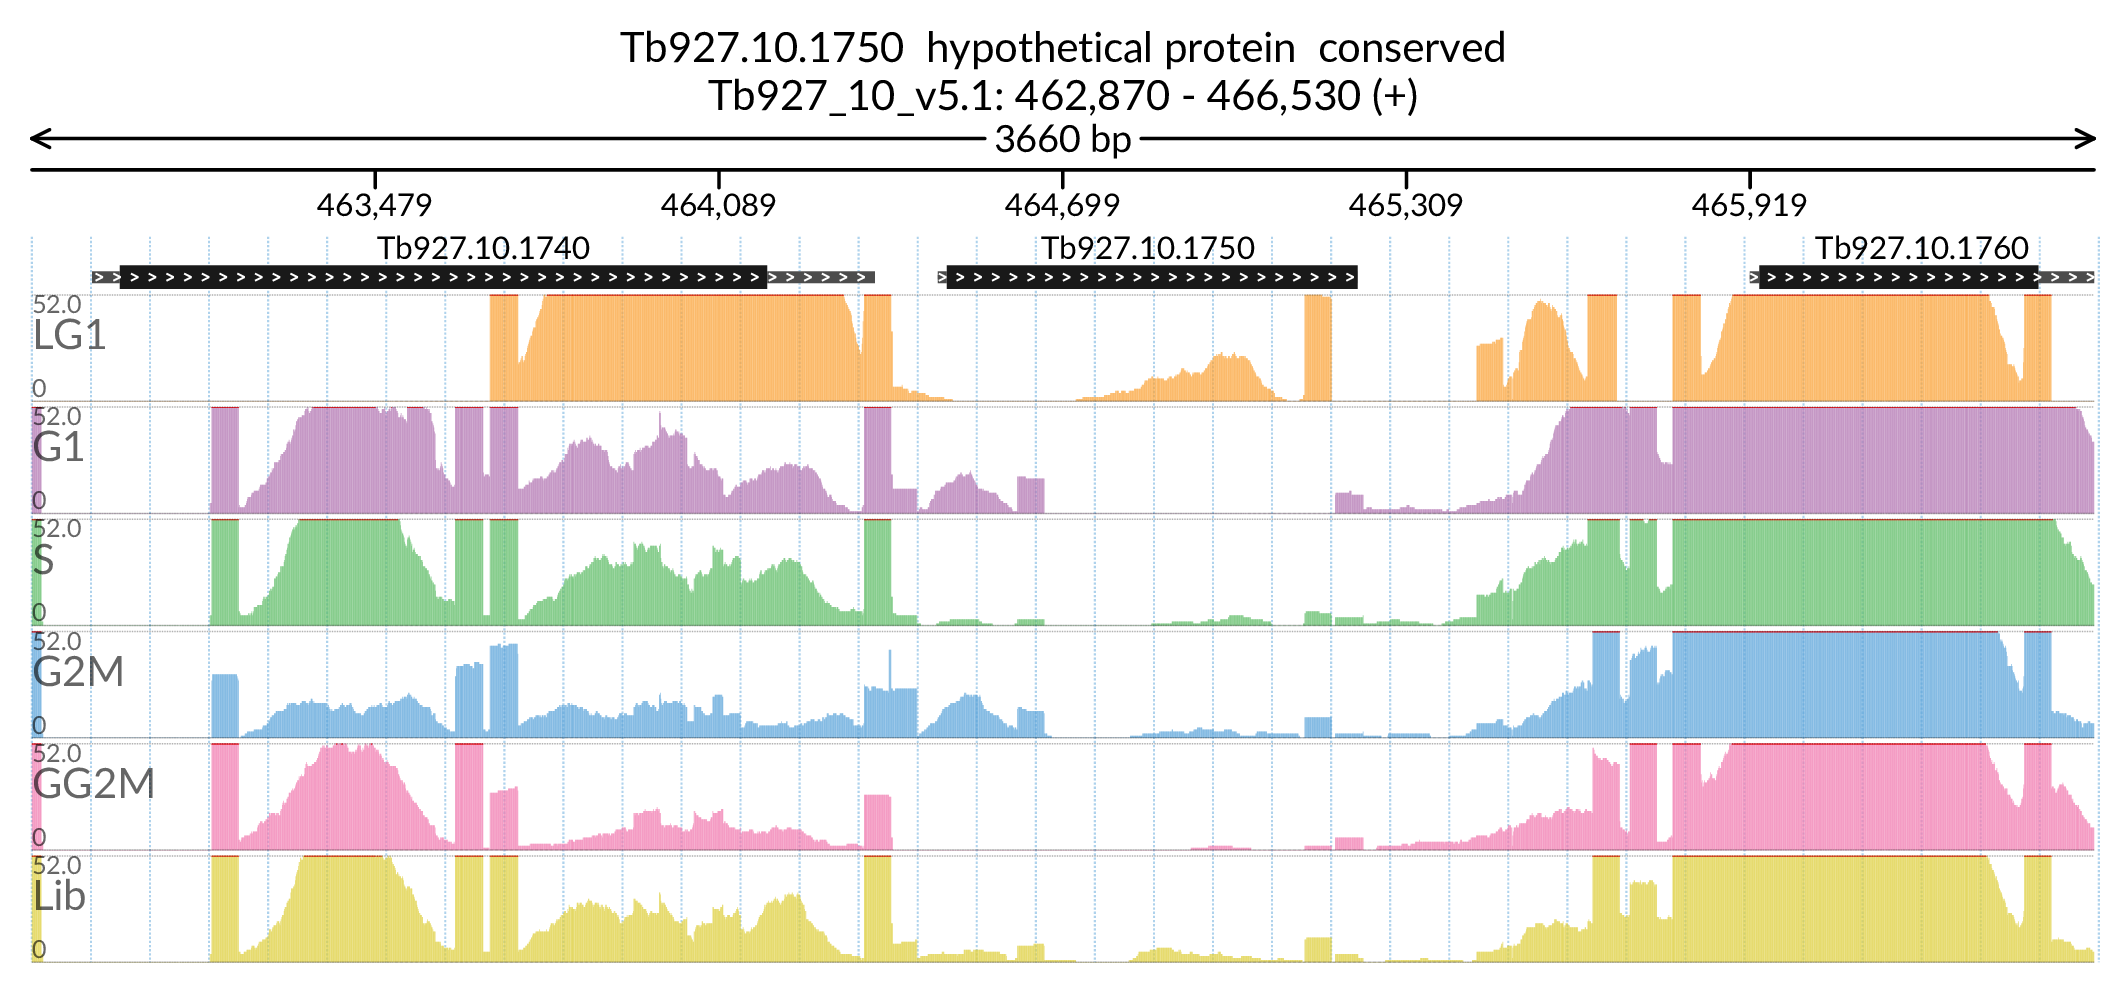 Tb927.10.1750  hypothetical protein  conserved
Tb927_10_v5.1: 462,870 - 466,530 (+)
3660 bp
463,479 464,089 464,699 465,309 465,919
Tb927.10.1740 Tb927.10.1750 Tb927.10.1760
52.0
LG1
0
52.0
G1
0
52.0
S
0
52.0
G2M
0
52.0
GG2M
0
52.0
Lib
0